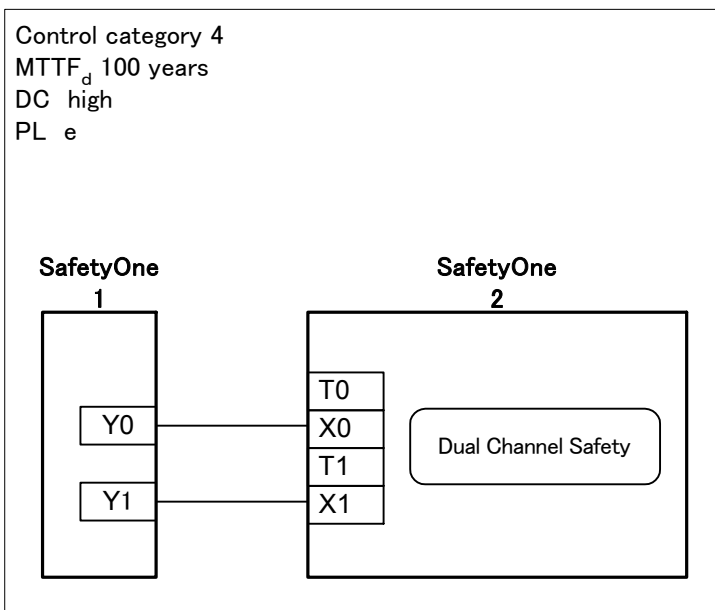 Control category 4
MTTFd 100 years
DC high
PL e
SafetyOne
1
SafetyOne
2
Y0
Y1
T0
X0
T1
X1
Dual Channel Safety